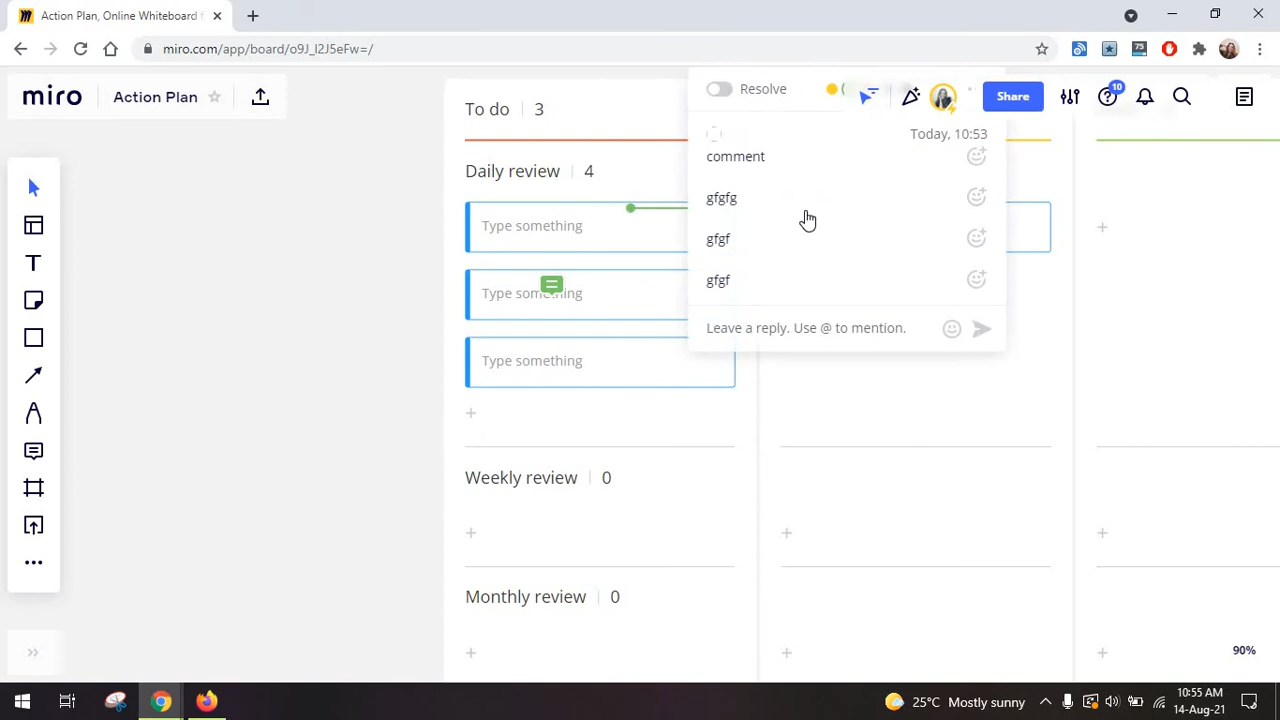 Action Plan, Online Whiteboard f
miro.com/app/board/o9J_l2J5eFw=/
75
miro
Action Plan
Resolve
Share
10
To do 3
Today, 10:53
comment
Daily review 4
gfgfg
Type something
gfgf
Type something
gfgf
Leave a reply. Use @ to mention.
Type something
+
Weekly review 0
+ + +
Monthly review 0
+ + +
90%
25°C Mostly sunny
10:55 AM
14-Aug-21